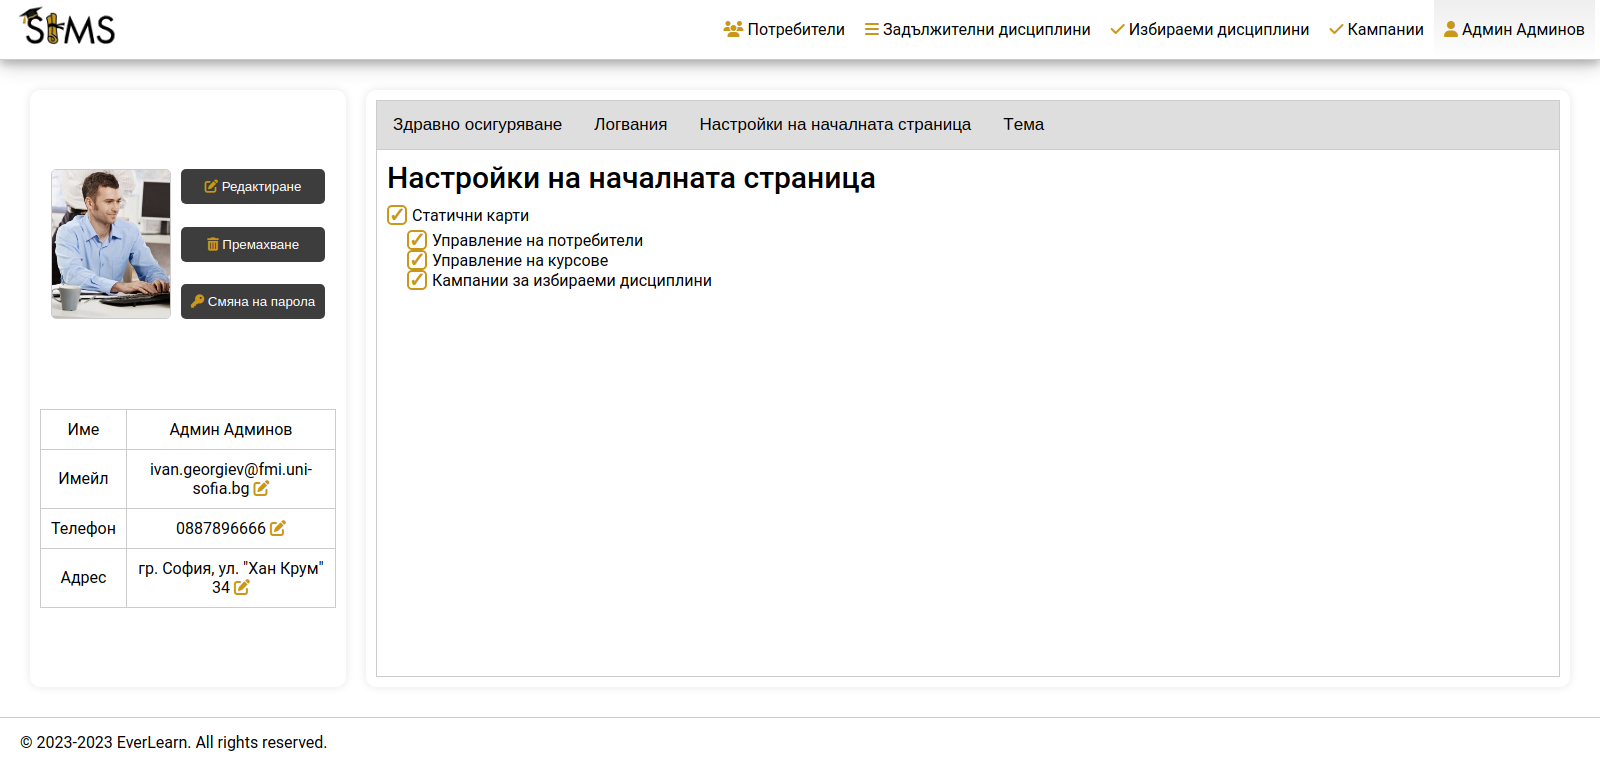 SIMS
Потребители
Задължителни дисциплини
Избираеми дисциплини
Кампании
Админ Админов
Редактиране
Премахване
Смяна на парола
Име
Админ Админов
Имейл
ivan.georgiev@fmi.uni-
sofia.bg
Телефон
0887896666
Адрес
гр. София, ул. "Хан Крум"
34
Здравно осигуряване
Логвания
Настройки на началната страница
Тема
Настройки на началната страница
Статични карти
Управление на потребители
Управление на курсове
Кампании за избираеми дисциплини
© 2023-2023 EverLearn. All rights reserved.